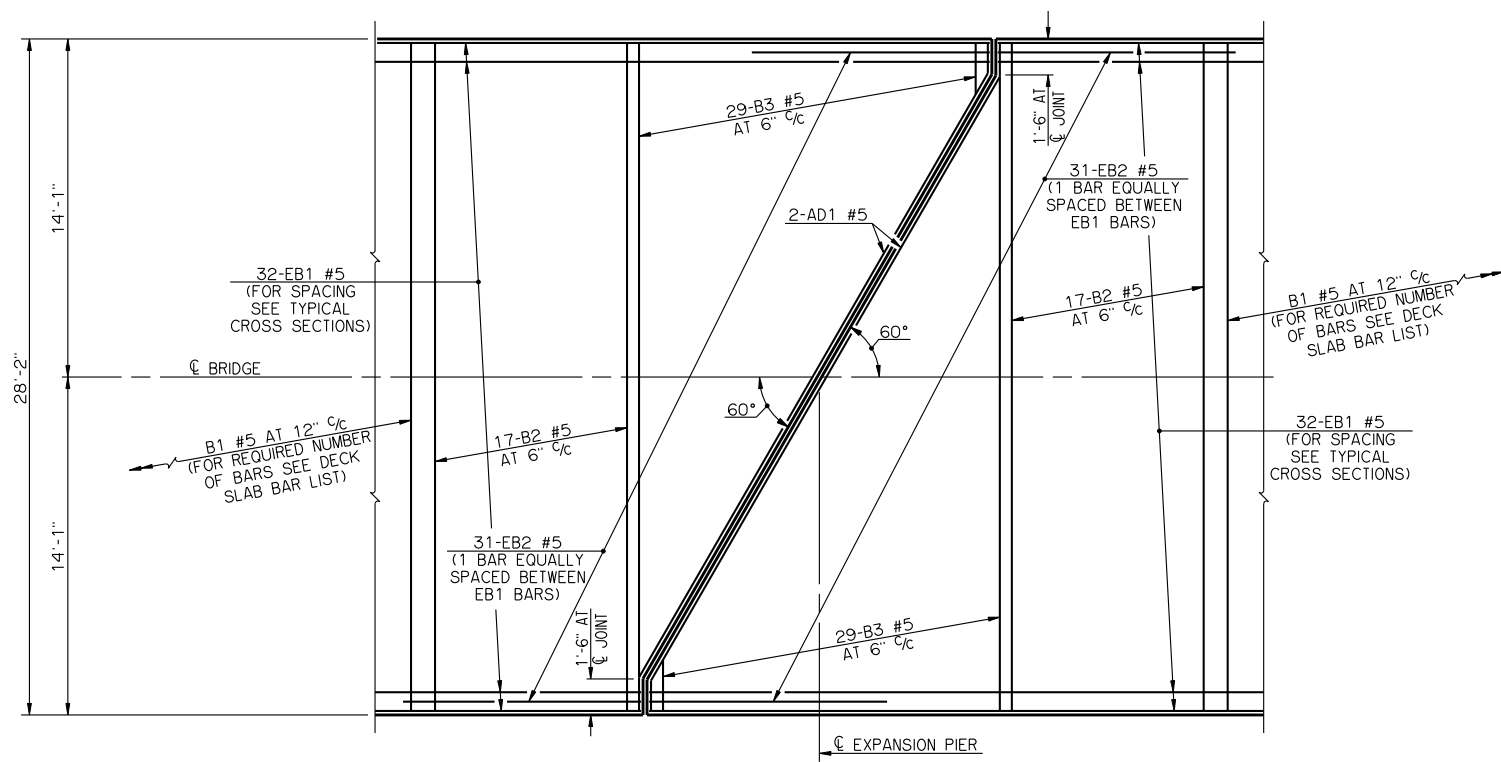 29-B3 #5
AT 6" C/C
1'-6" AT
℄ JOINT
14'-1"
31-EB2 #5
(1 BAR EQUALLY
SPACED BETWEEN
EB1 BARS)
2-AD1 #5
32-EB1 #5
(FOR SPACING
SEE TYPICAL
CROSS SECTIONS)
17-B2 #5
AT 6" C/C
B1 #5 AT 12" C/C
(FOR REQUIRED NUMBER
OF BARS SEE DECK
SLAB BAR LIST)
60°
28'-2"
℄ BRIDGE
60°
B1 #5 AT 12" C/C
(FOR REQUIRED NUMBER
OF BARS SEE DECK
SLAB BAR LIST)
17-B2 #5
AT 6" C/C
32-EB1 #5
(FOR SPACING
SEE TYPICAL
CROSS SECTIONS)
14'-1"
31-EB2 #5
(1 BAR EQUALLY
SPACED BETWEEN
EB1 BARS)
1'-6" AT
℄ JOINT
29-B3 #5
AT 6" C/C
℄ EXPANSION PIER